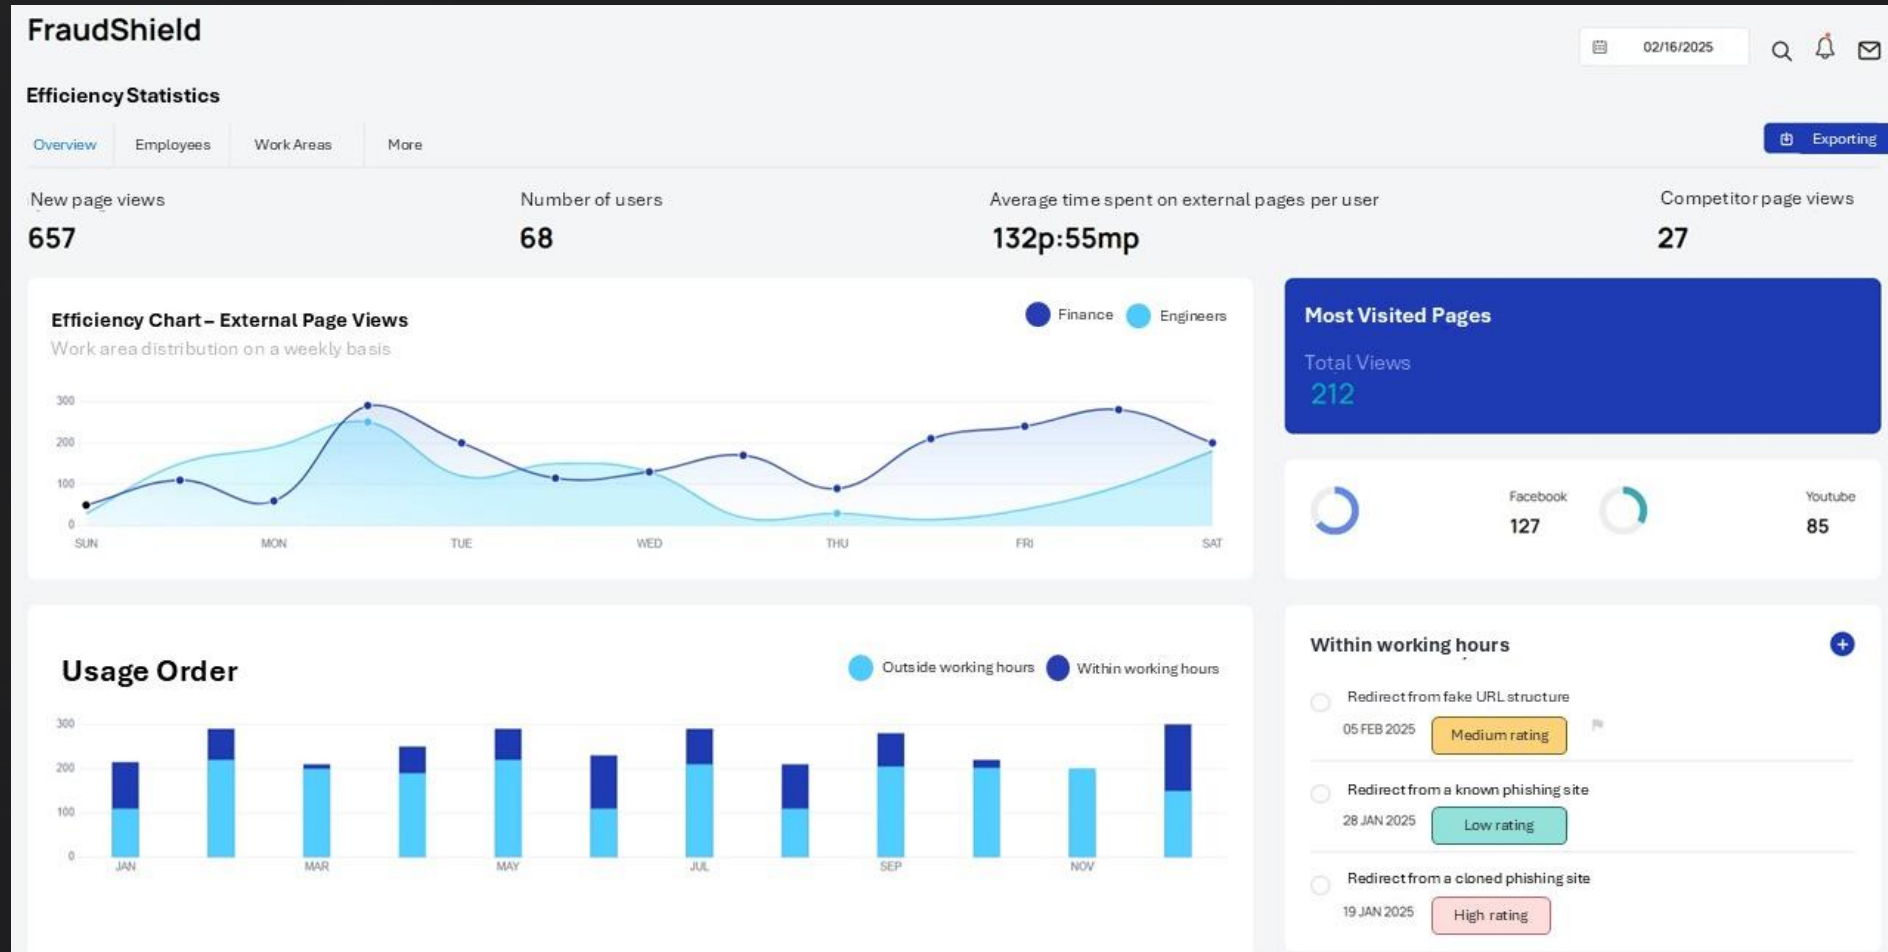 FraudShield
02/16/2025
Efficiency Statistics
Overview Employees Work Areas More
Exporting
New page views
657
Number of users
68
Average time spent on external pages per user
132p:55mp
Competitor page views
27
Efficiency Chart – External Page Views
Work area distribution on a weekly basis
Finance Engineers
300
200
100
0
SUN MON TUE WED THU FRI SAT
Most Visited Pages
Total Views
212
Facebook
127
Youtube
85
Usage Order
Outside working hours Within working hours
300
200
100
0
JAN MAR MAY JUL SEP NOV
Within working hours
Redirect from fake URL structure
05 FEB 2025 Medium rating
Redirect from a known phishing site
28 JAN 2025 Low rating
Redirect from a cloned phishing site
19 JAN 2025 High rating